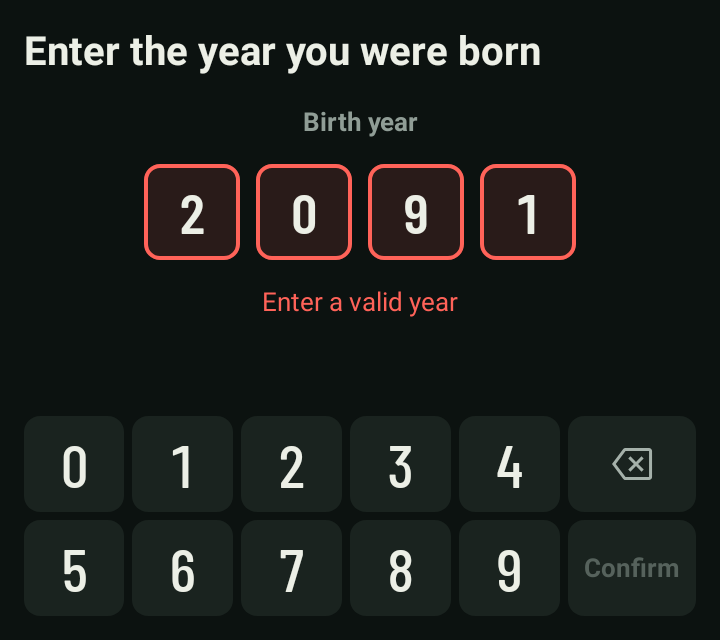 Enter the year you were born
Birth year
2 0 9 1
Enter a valid year
0 1 2 3 4
5 6 7 8 9 Confirm